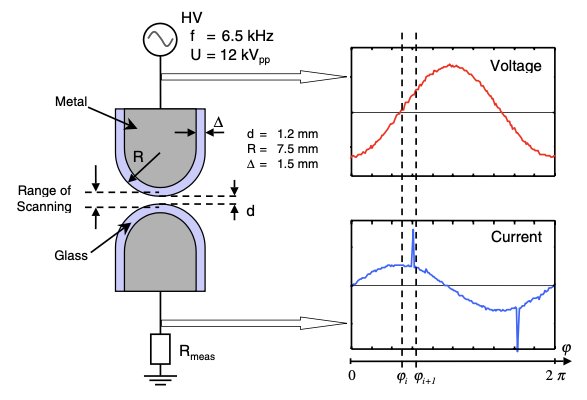 HV
f = 6.5 kHz
U = 12 kVpp
Voltage
Metal
Δ
d = 1.2 mm
R = 7.5 mm
Δ = 1.5 mm
R
Range of
Scanning
d
Glass
Current
Rmeas
φ
0
φi
φi+1
2 π